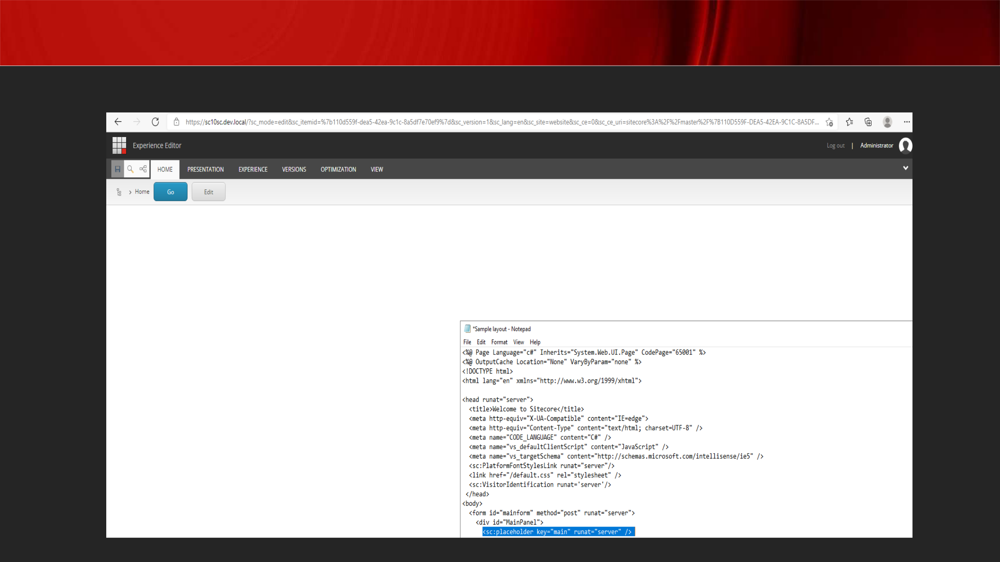 https://sc10sc.dev.local/?sc_mode=edit&sc_itemid=%7b110d559f-dea5-42ea-9c1c-8a5df7e70ef9%7d&sc_version=1&sc_lang=en&sc_site=website&sc_ce=0&sc_ce_uri=sitecore%3A%2F%2Fmaster%2F%7B110D559F-DEA5-42EA-9C1C-8A5DF...
Experience Editor
Log out | Administrator
HOME PRESENTATION EXPERIENCE VERSIONS OPTIMIZATION VIEW
> Home Go Edit
*Sample layout - Notepad
File Edit Format View Help
<%@ Page Language="c#" Inherits="System.Web.UI.Page" CodePage="65001" %>
<%@ OutputCache Location="None" VaryByParam="none" %>
<!DOCTYPE html>
<html lang="en" xmlns="http://www.w3.org/1999/xhtml">
<head runat="server">
<title>Welcome to Sitecore</title>
<meta http-equiv="X-UA-Compatible" content="IE=edge">
<meta http-equiv="Content-Type" content="text/html; charset=UTF-8" />
<meta name="CODE_LANGUAGE" content="C#" />
<meta name="vs_defaultClientScript" content="JavaScript" />
<meta name="vs_targetSchema" content="http://schemas.microsoft.com/intellisense/ie5" />
<sc:PlatformFontStylesLink runat="server"/>
<link href="/default.css" rel="stylesheet" />
<sc:VisitorIdentification runat='server'/>
</head>
<body>
<form id="mainform" method="post" runat="server">
<div id="MainPanel">
<sc:placeholder key="main" runat="server" />